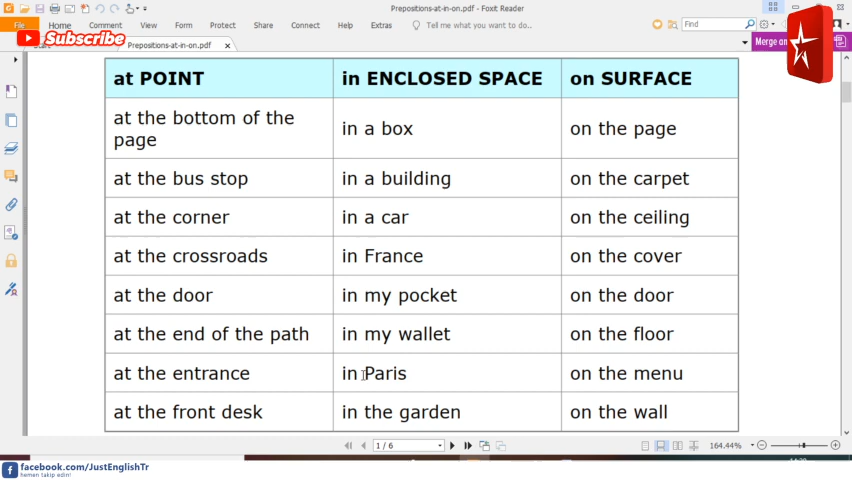 Prepositions-at-in-on.pdf - Foxit Reader
File Home Comment View Form Protect Share Connect Help Extras Tell me what you want to do.. Find
Subscribe
Prepositions-at-in-on.pdf
Merge an
at POINT in ENCLOSED SPACE on SURFACE
at the bottom of the
page in a box on the page
at the bus stop in a building on the carpet
at the corner in a car on the ceiling
at the crossroads in France on the cover
at the door in my pocket on the door
at the end of the path in my wallet on the floor
at the entrance in Paris on the menu
at the front desk in the garden on the wall
1 / 6 164.44%
facebook.com/JustEnglishTr
hemen takip edin!